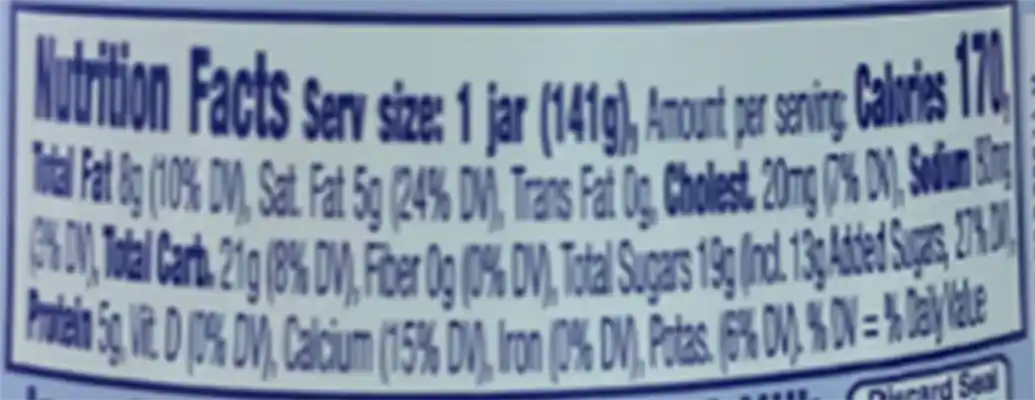 Nutrition Facts Serv size: 1 jar (141g), Amount per serving: Calories 170,
Total Fat 8g (10% DV), Sat. Fat 5g (24% DV), Trans Fat 0g, Cholest. 20mg (7% DV), Sodium 80mg
(3% DV), Total Carb. 21g (8% DV), Fiber 0g (0% DV), Total Sugars 19g (Incl. 13g Added Sugars, 27% DV),
Protein 5g, Vit. D (0% DV), Calcium (15% DV), Iron (0% DV), Potas. (6% DV). % DV = % Daily Value
Discard Seal